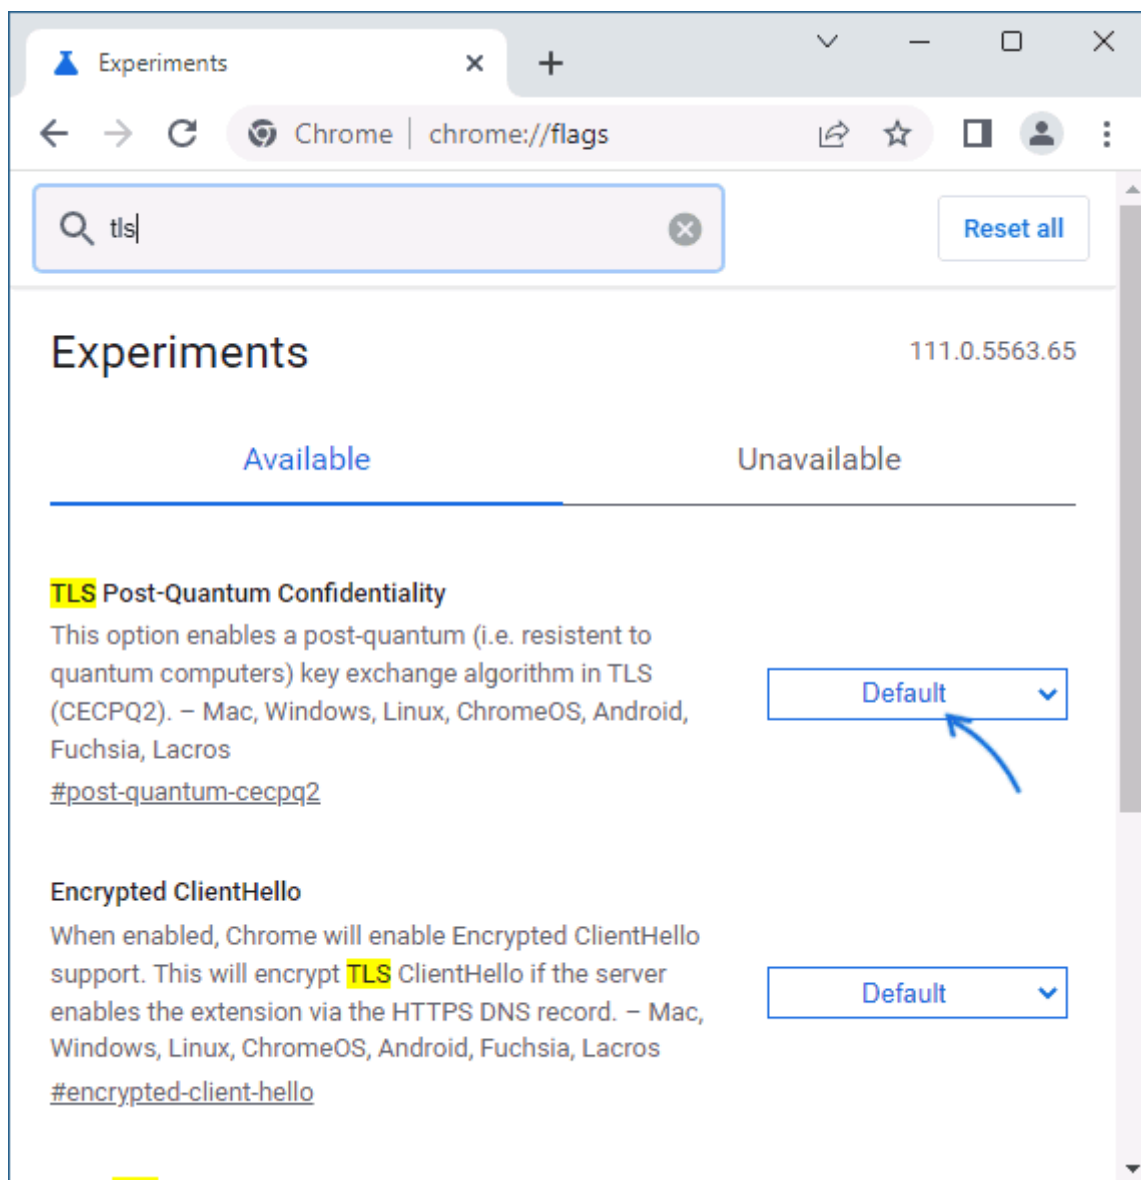 Experiments
Chrome
chrome://flags
tls
Reset all
Experiments
111.0.5563.65
Available
Unavailable
TLS Post-Quantum Confidentiality
This option enables a post-quantum (i.e. resistent to
quantum computers) key exchange algorithm in TLS
(CECPQ2). – Mac, Windows, Linux, ChromeOS, Android,
Fuchsia, Lacros
#post-quantum-cecpq2
Default
Encrypted ClientHello
When enabled, Chrome will enable Encrypted ClientHello
support. This will encrypt TLS ClientHello if the server
enables the extension via the HTTPS DNS record. – Mac,
Windows, Linux, ChromeOS, Android, Fuchsia, Lacros
#encrypted-client-hello
Default